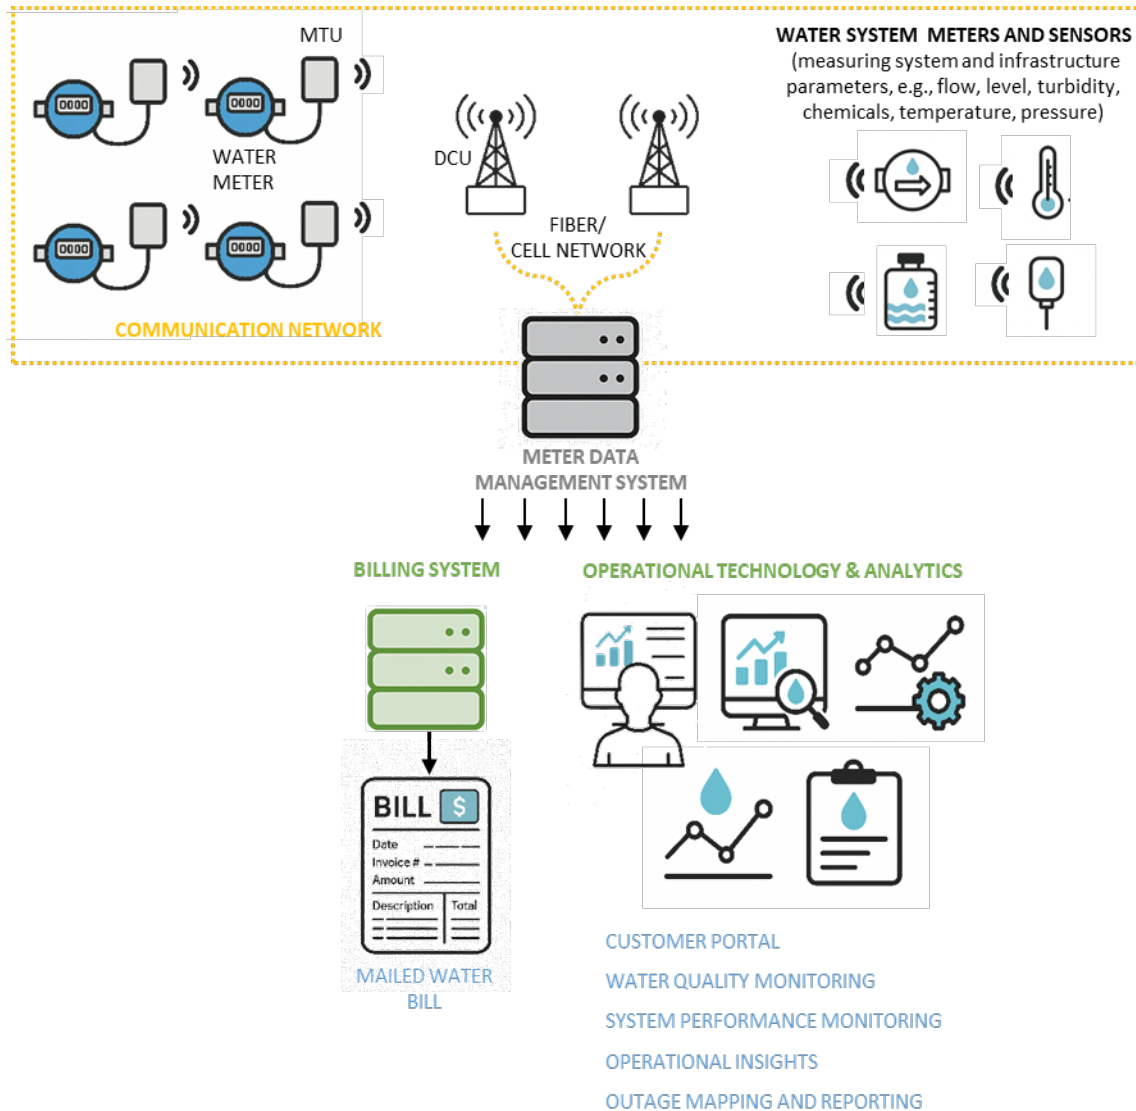 MTU
WATER
METER
COMMUNICATION NETWORK
DCU
FIBER/
CELL NETWORK
WATER SYSTEM METERS AND SENSORS
(measuring system and infrastructure
parameters, e.g., flow, level, turbidity,
chemicals, temperature, pressure)
0000
0000
0000
0000
METER DATA
MANAGEMENT SYSTEM
BILLING SYSTEM
BILL $
Date
Invoice #
Amount
Description Total
MAILED WATER
BILL
OPERATIONAL TECHNOLOGY & ANALYTICS
CUSTOMER PORTAL
WATER QUALITY MONITORING
SYSTEM PERFORMANCE MONITORING
OPERATIONAL INSIGHTS
OUTAGE MAPPING AND REPORTING